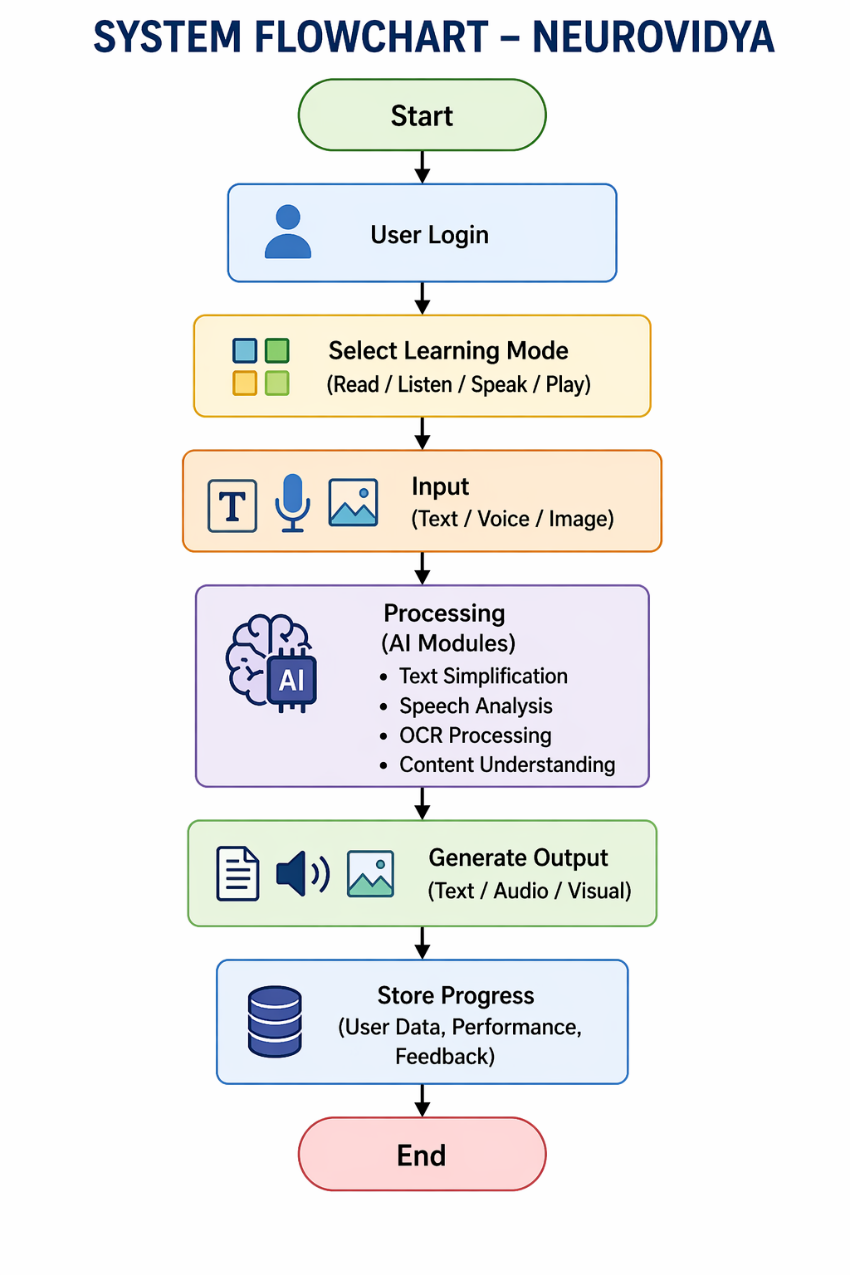 SYSTEM FLOWCHART – NEUROVIDYA
Start
User Login
Select Learning Mode
(Read / Listen / Speak / Play)
T
Input
(Text / Voice / Image)
AI
Processing
(AI Modules)
• Text Simplification
• Speech Analysis
• OCR Processing
• Content Understanding
Generate Output
(Text / Audio / Visual)
Store Progress
(User Data, Performance,
Feedback)
End